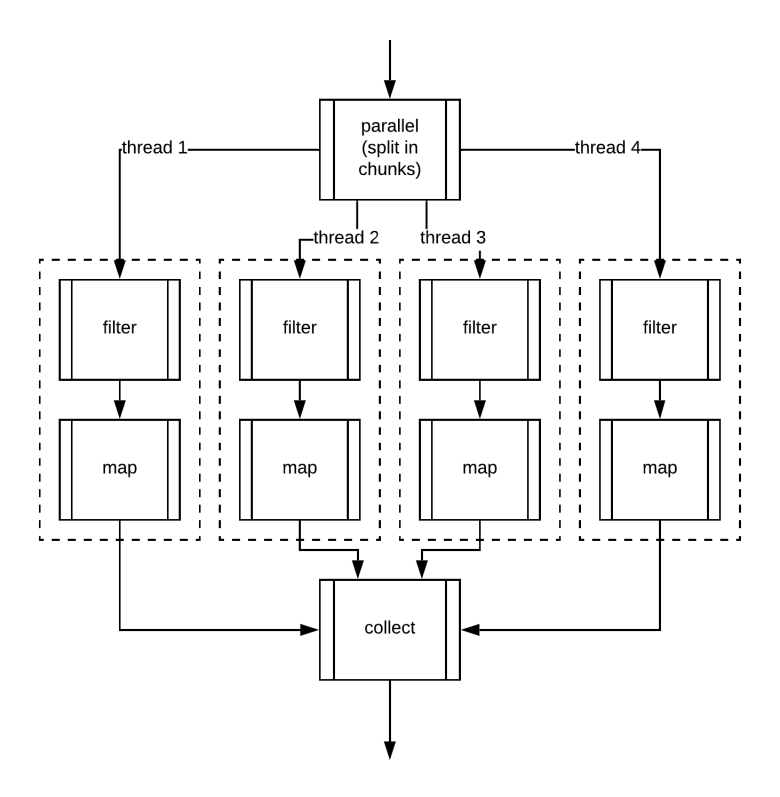 parallel
(split in
chunks)
thread 1
thread 4
thread 2
thread 3
filter
filter
filter
filter
map
map
map
map
collect